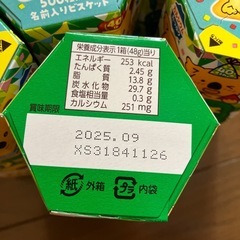 500
名前入りビスケット
栄養成分表示1箱(48g)当り
エネルギー 253 kcal
たんぱく質 2.45 g
脂質 13.8 g
炭水化物 29.7 g
食塩相当量 0.3 g
カルシウム 251 mg
賞味期限
2025.09
XS31841126
紙 外箱
プラ 内袋